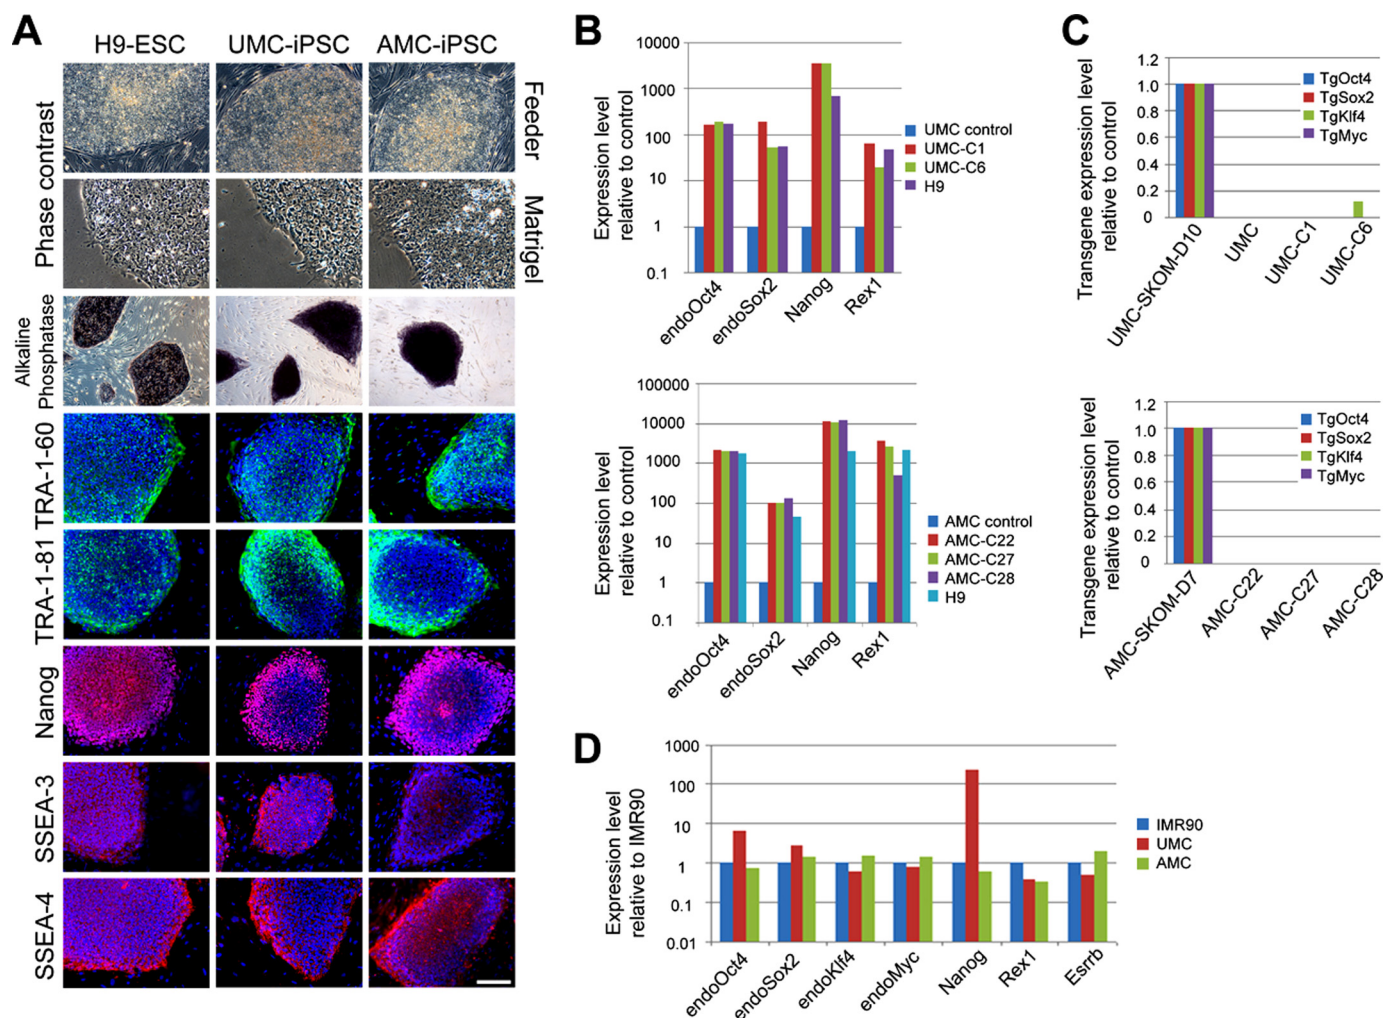 A
H9-ESC
UMC-iPSC
AMC-iPSC
Phase contrast
Feeder
Matrigel
Alkaline
Phosphatase
TRA-1-60
TRA-1-81
Nanog
SSEA-3
SSEA-4
B
Expression level
relative to control
10000
1000
100
10
1
0.1
endoOct4
endoSox2
Nanog
Rex1
UMC control
UMC-C1
UMC-C6
H9
Expression level
relative to control
100000
10000
1000
100
10
1
0.1
endoOct4
endoSox2
Nanog
Rex1
AMC control
AMC-C22
AMC-C27
AMC-C28
H9
C
Transgene expression level
relative to control
1.2
1.0
0.8
0.6
0.4
0.2
0
UMC-SKOM-D10
UMC
UMC-C1
UMC-C6
TgOct4
TgSox2
TgKlf4
TgMyc
Transgene expression level
relative to control
1.2
1.0
0.8
0.6
0.4
0.2
0
AMC-SKOM-D7
AMC-C22
AMC-C27
AMC-C28
TgOct4
TgSox2
TgKlf4
TgMyc
D
Expression level
relative to IMR90
1000
100
10
1
0.1
0.01
endoOct4
endoSox2
endoKlf4
endoMyc
Nanog
Rex1
Esrrb
IMR90
UMC
AMC